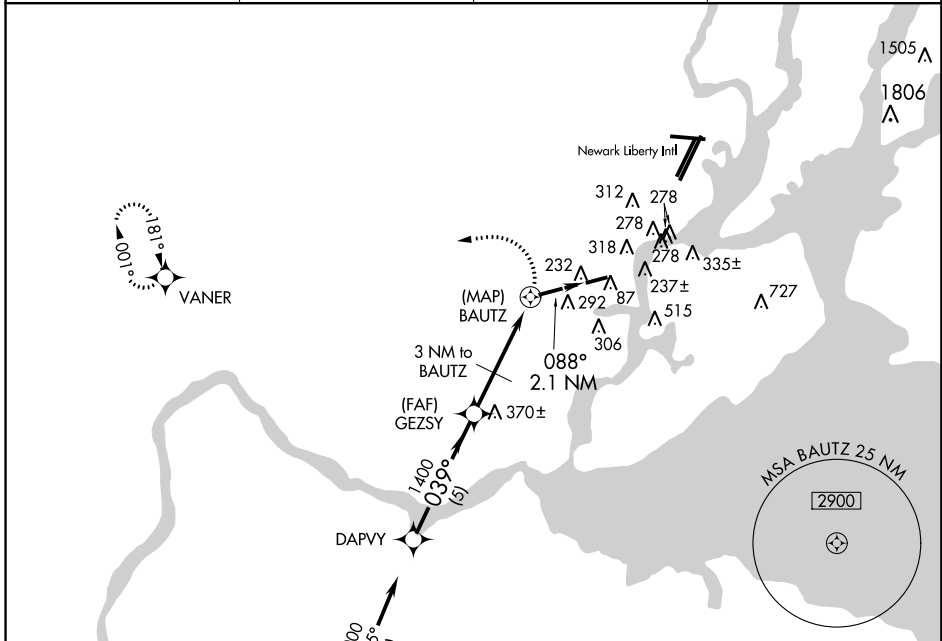 1505
1806
Newark Liberty Intl
312
278
278
318
278
335±
237±
181°
001°
VANER
232
(MAP)
BAUTZ
292
87
727
515
306
3 NM to
BAUTZ
088°
2.1 NM
(FAF)
GEZSY
370±
1400
039°
(5)
MSA BAUTZ 25 NM
2900
DAPVY